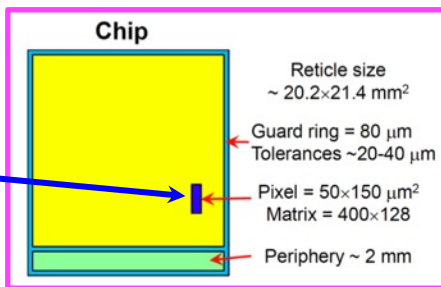 Chip
Reticle size
~ 20.2×21.4 mm²
Guard ring = 80 μm
Tolerances ~20-40 μm
Pixel = 50×150 μm²
Matrix = 400×128
Periphery ~ 2 mm